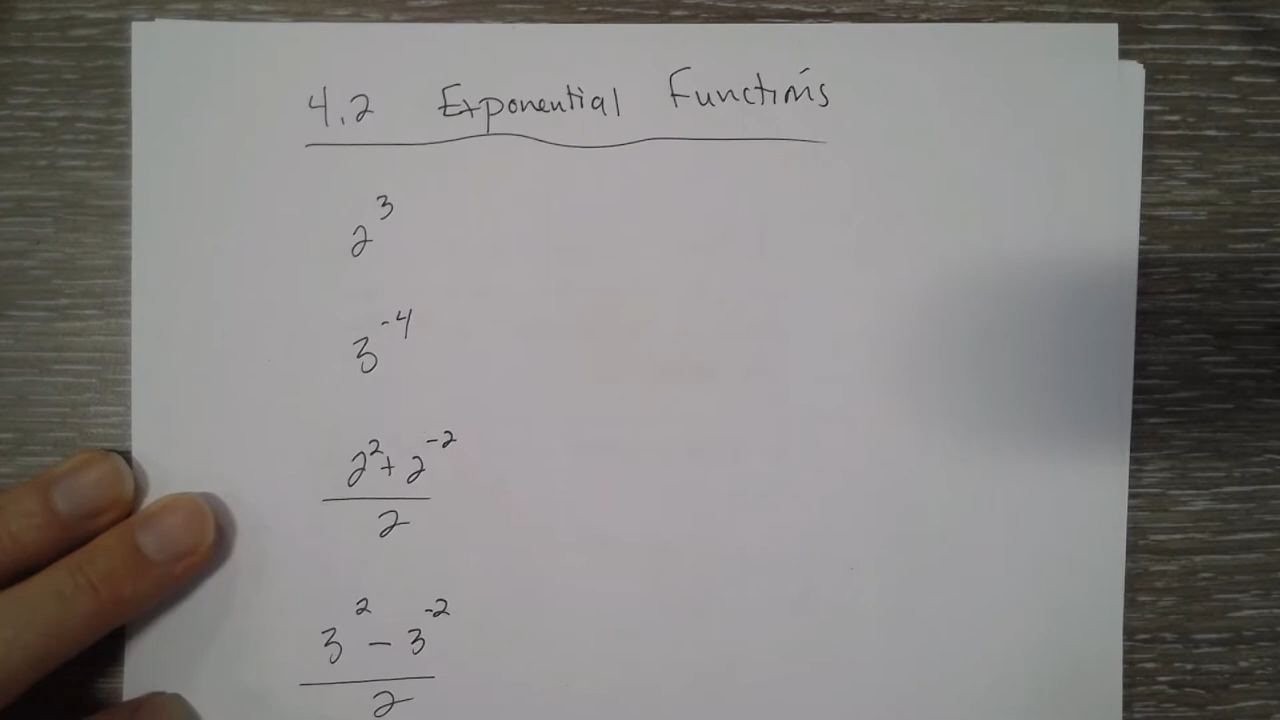 4.2 Exponential Functions
2^3
3^-4
2^2 + 2^-2
2
3^2 - 3^-2
2